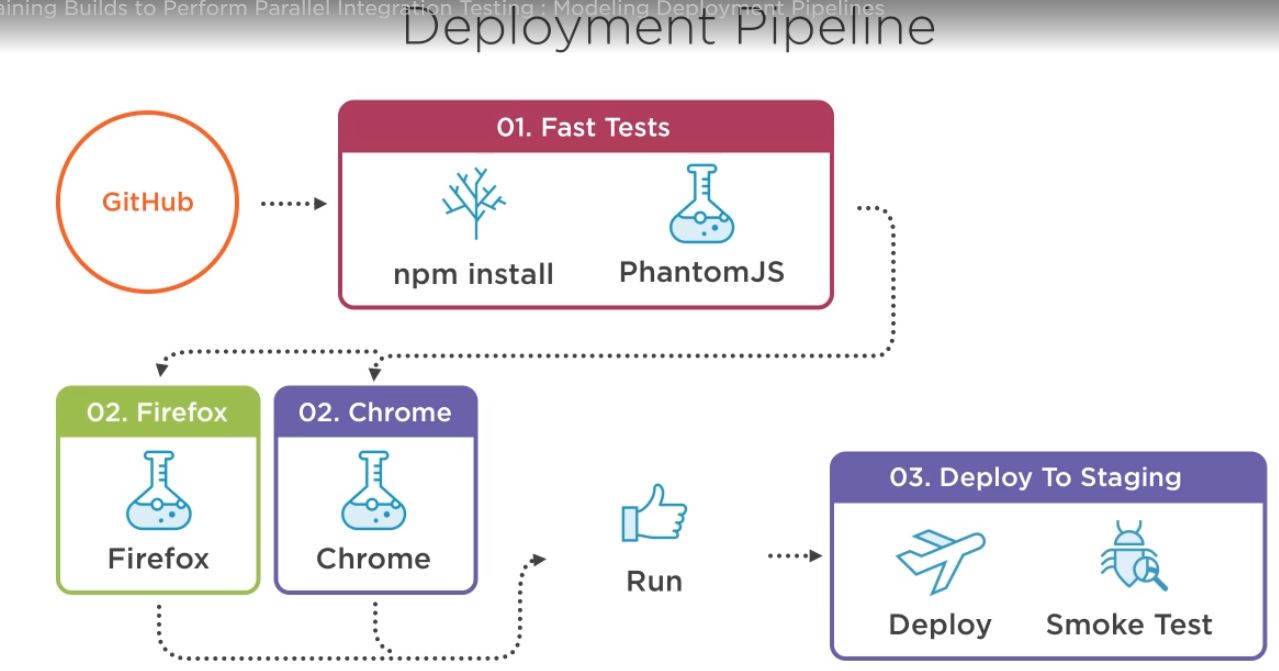 aining Builds to Perform Parallel Integration Testing : Modeling Deployment Pipelines
Deployment Pipeline
GitHub
01. Fast Tests
npm install
PhantomJS
02. Firefox
02. Chrome
Firefox
Chrome
Run
03. Deploy To Staging
Deploy
Smoke Test